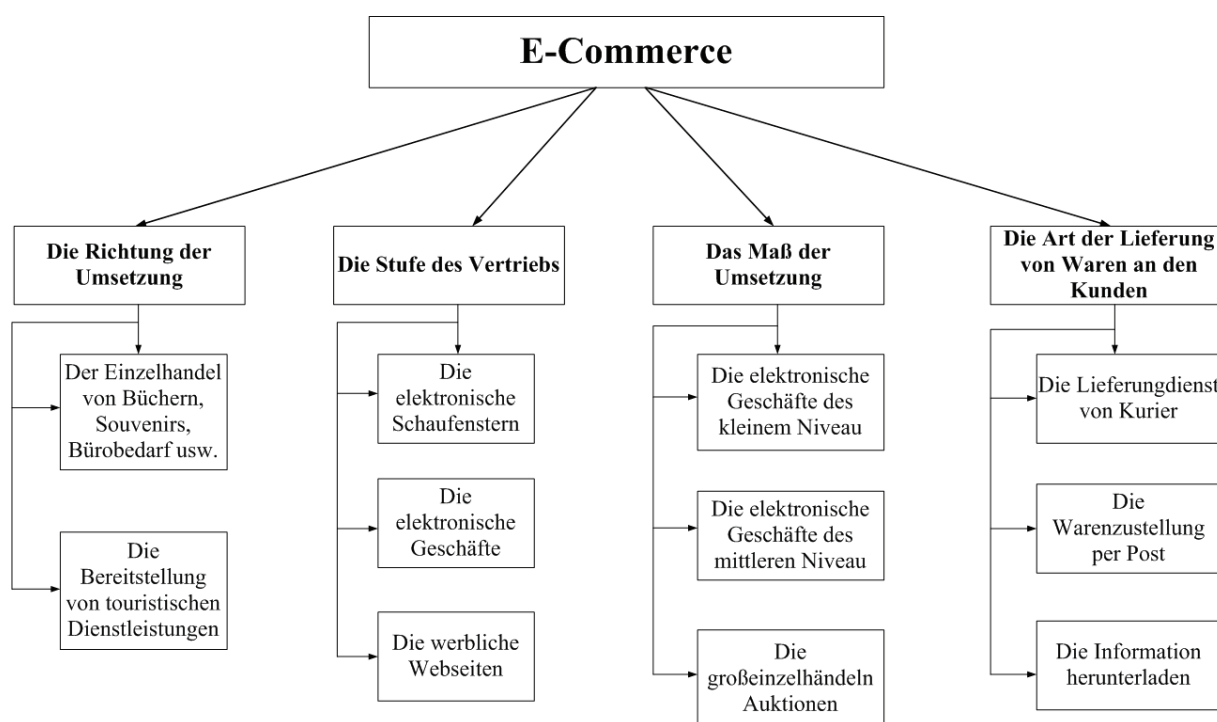 E-Commerce
Die Richtung der
Umsetzung
Der Einzelhandel
von Büchern,
Souvenirs,
Bürobedarf usw.
Die
Bereitstellung
von touristischen
Dienstleistungen
Die Stufe des Vertriebs
Die
elektronische
Schaufenstern
Die
elektronische
Geschäfte
Die werbliche
Webseiten
Das Maß der
Umsetzung
Die elektronische
Geschäfte des
kleinem Niveau
Die elektronische
Geschäfte des
mittleren Niveau
Die
großeinzelhändeln
Auktionen
Die Art der Lieferung
von Waren an den
Kunden
Die Lieferungdienst
von Kurier
Die
Warenzustellung
per Post
Die Information
herunterladen